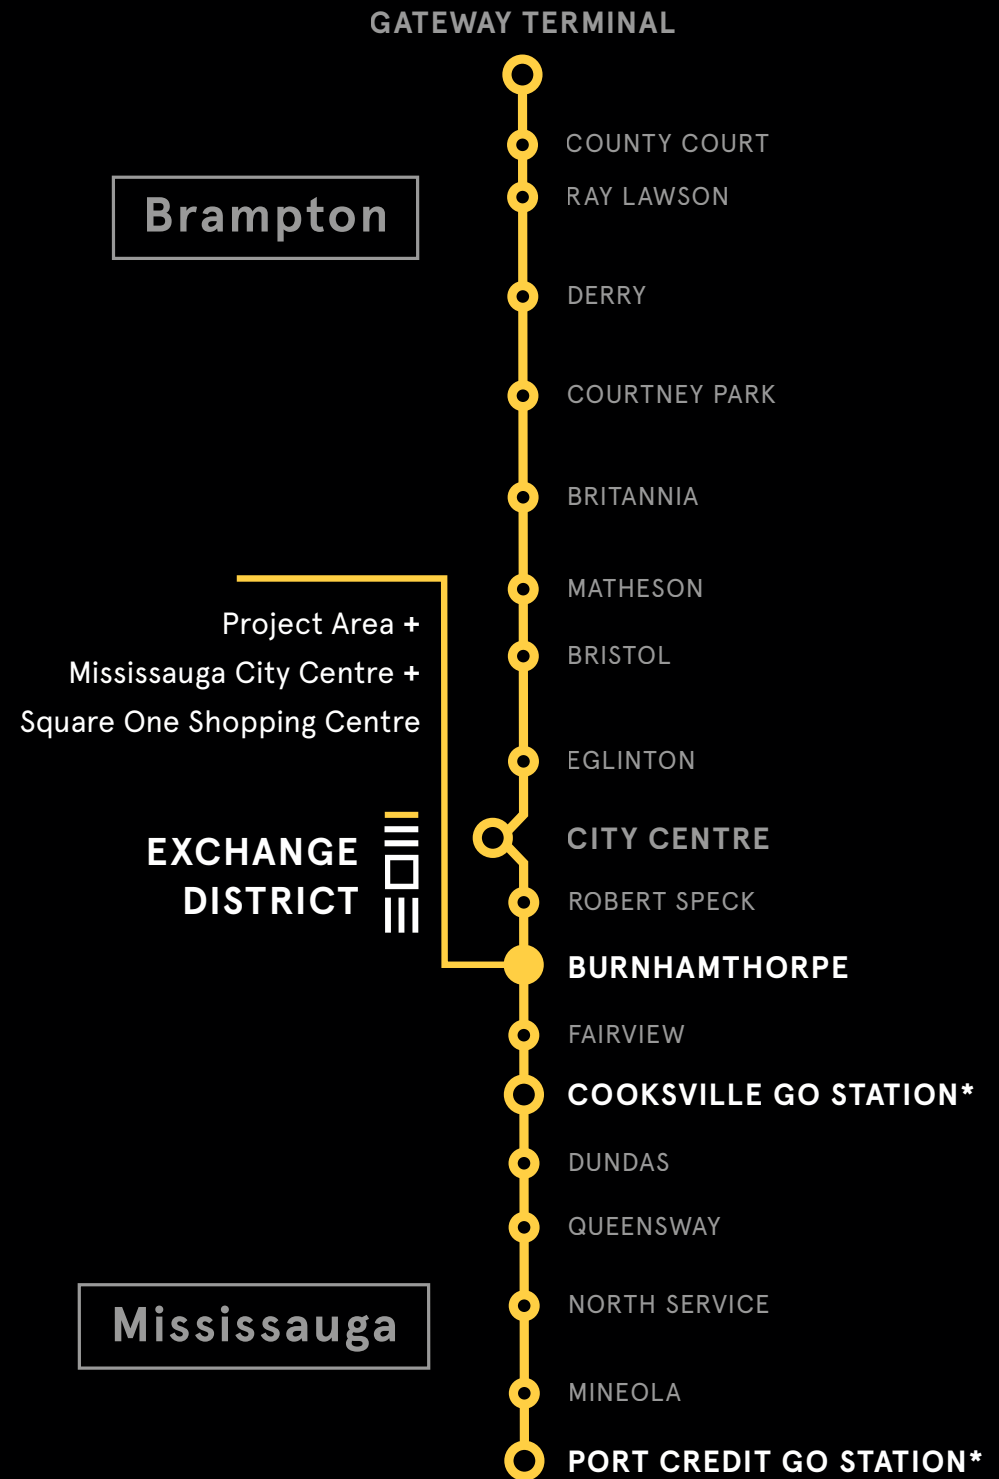 GATEWAY TERMINAL
COUNTY COURT
Brampton
RAY LAWSON
DERRY
COURTNEY PARK
BRITANNIA
MATHESON
Project Area +
Mississauga City Centre +
Square One Shopping Centre
BRISTOL
EGLINTON
EXCHANGE
DISTRICT
CITY CENTRE
ROBERT SPECK
BURNHAMTHORPE
FAIRVIEW
COOKSVILLE GO STATION*
DUNDAS
QUEENSWAY
NORTH SERVICE
Mississauga
MINEOLA
PORT CREDIT GO STATION*